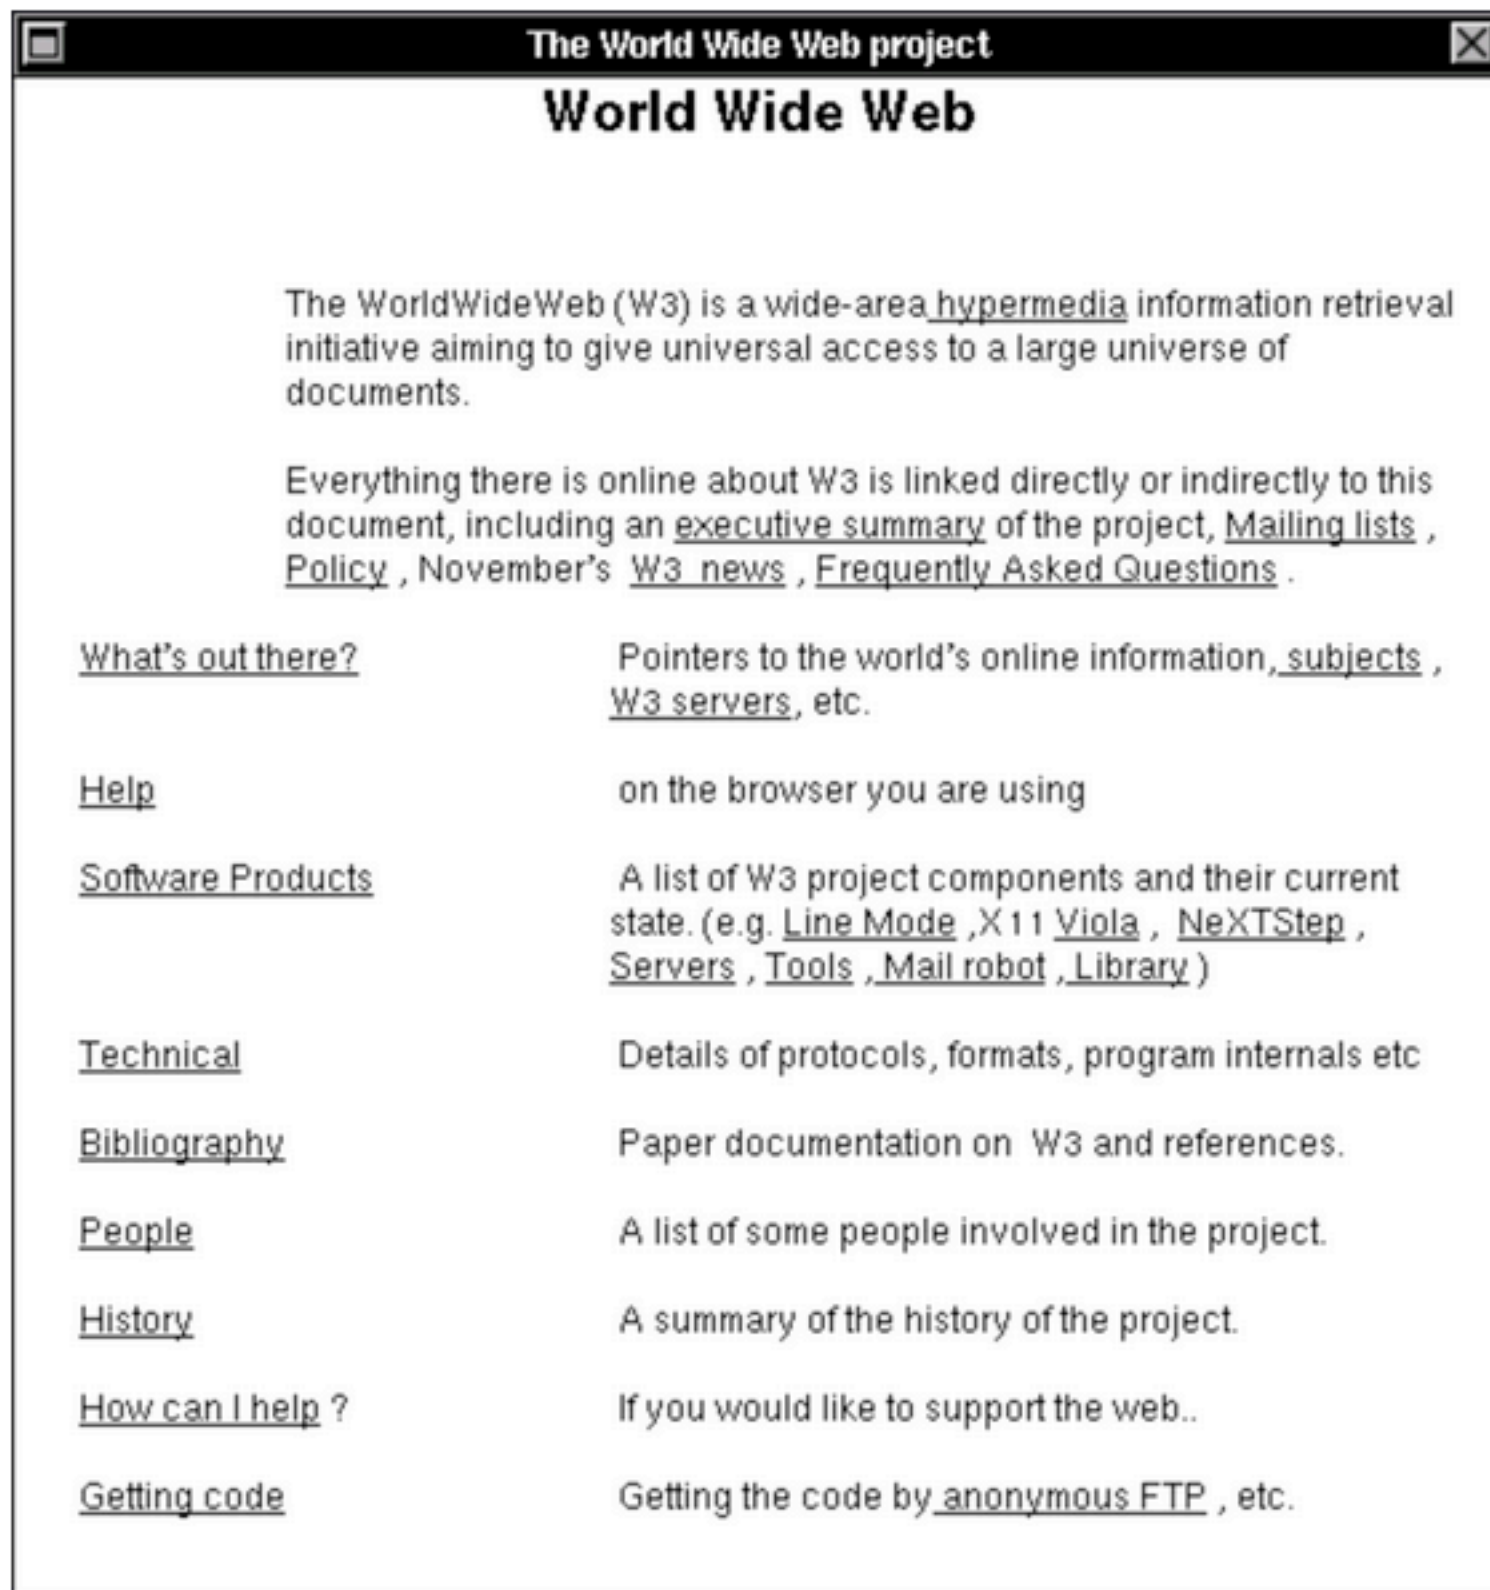 The World Wide Web project
World Wide Web
The WorldWideWeb (W3) is a wide-area hypermedia information retrieval
initiative aiming to give universal access to a large universe of
documents.
Everything there is online about W3 is linked directly or indirectly to this
document, including an executive summary of the project, Mailing lists ,
Policy , November's W3 news , Frequently Asked Questions .
What's out there? Pointers to the world's online information, subjects ,
W3 servers, etc.
Help on the browser you are using
Software Products A list of W3 project components and their current
state. (e.g. Line Mode ,X11 Viola , NeXTStep ,
Servers , Tools , Mail robot , Library )
Technical Details of protocols, formats, program internals etc
Bibliography Paper documentation on W3 and references.
People A list of some people involved in the project.
History A summary of the history of the project.
How can I help ? If you would like to support the web..
Getting code Getting the code by anonymous FTP , etc.